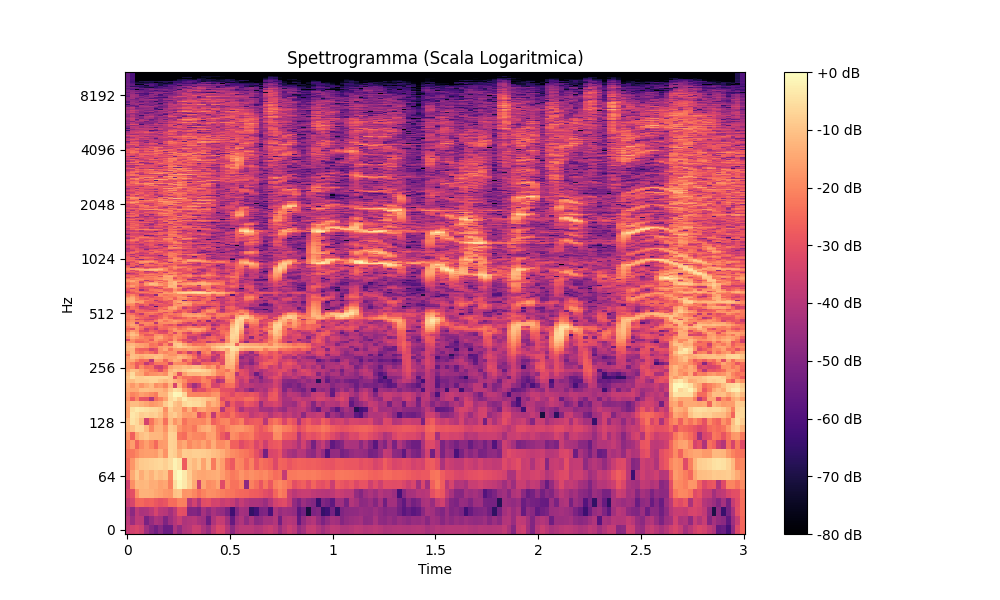 Spettrogramma (Scala Logaritmica)
8192
4096
2048
1024
512
256
128
64
0
Hz
0
0.5
1
1.5
2
2.5
3
Time
+0 dB
-10 dB
-20 dB
-30 dB
-40 dB
-50 dB
-60 dB
-70 dB
-80 dB